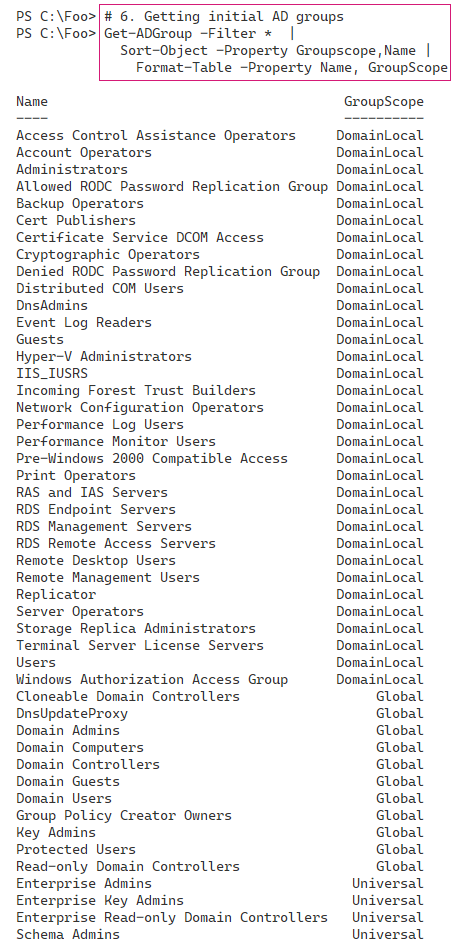 PS C:\Foo> # 6. Getting initial AD groups
PS C:\Foo> Get-ADGroup -Filter *  |
             Sort-Object -Property Groupscope,Name |
               Format-Table -Property Name, GroupScope
Name                                     GroupScope
----                                     ----------
Access Control Assistance Operators     DomainLocal
Account Operators                       DomainLocal
Administrators                          DomainLocal
Allowed RODC Password Replication Group DomainLocal
Backup Operators                        DomainLocal
Cert Publishers                         DomainLocal
Certificate Service DCOM Access         DomainLocal
Cryptographic Operators                 DomainLocal
Denied RODC Password Replication Group  DomainLocal
Distributed COM Users                   DomainLocal
DnsAdmins                               DomainLocal
Event Log Readers                       DomainLocal
Guests                                  DomainLocal
Hyper-V Administrators                  DomainLocal
IIS_IUSRS                               DomainLocal
Incoming Forest Trust Builders          DomainLocal
Network Configuration Operators         DomainLocal
Performance Log Users                   DomainLocal
Performance Monitor Users               DomainLocal
Pre-Windows 2000 Compatible Access      DomainLocal
Print Operators                         DomainLocal
RAS and IAS Servers                     DomainLocal
RDS Endpoint Servers                    DomainLocal
RDS Management Servers                  DomainLocal
RDS Remote Access Servers               DomainLocal
Remote Desktop Users                    DomainLocal
Remote Management Users                 DomainLocal
Replicator                              DomainLocal
Server Operators                        DomainLocal
Storage Replica Administrators          DomainLocal
Terminal Server License Servers         DomainLocal
Users                                   DomainLocal
Windows Authorization Access Group      DomainLocal
Cloneable Domain Controllers                 Global
DnsUpdateProxy                               Global
Domain Admins                                Global
Domain Computers                             Global
Domain Controllers                           Global
Domain Guests                                Global
Domain Users                                 Global
Group Policy Creator Owners                  Global
Key Admins                                   Global
Protected Users                              Global
Read-only Domain Controllers                 Global
Enterprise Admins                         Universal
Enterprise Key Admins                     Universal
Enterprise Read-only Domain Controllers   Universal
Schema Admins                             Universal